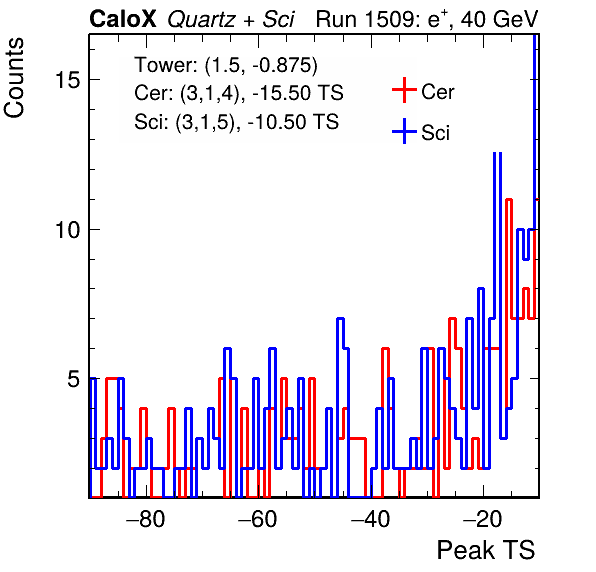 CaloX Quartz + Sci Run 1509: e⁺, 40 GeV
Tower: (1.5, -0.875)
Cer: (3,1,4), -15.50 TS
Sci: (3,1,5), -10.50 TS
Cer
Sci
Counts
15
10
5
−80 −60 −40 −20
Peak TS